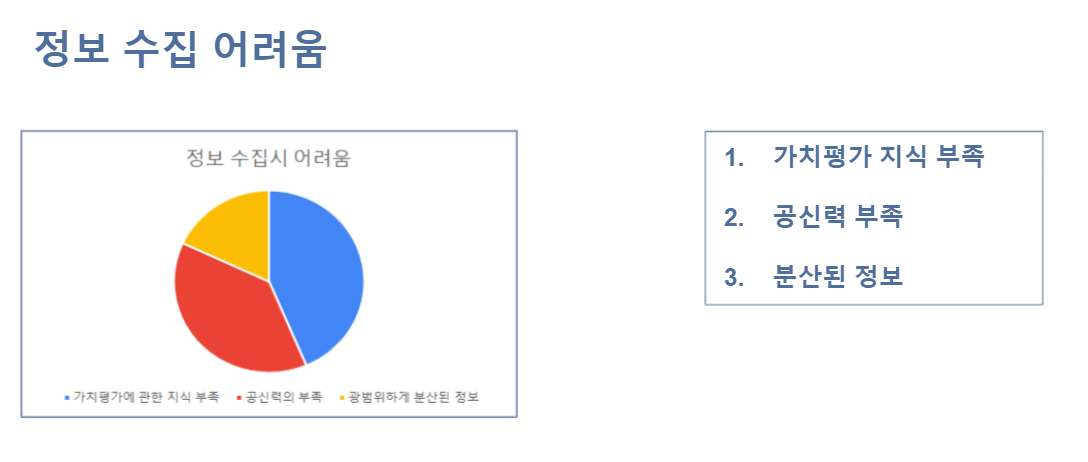 정보 수집 어려움
정보 수집시 어려움
가치평가에 관한 지식 부족 공신력의 부족 광범위하게 분산된 정보
1. 가치평가 지식 부족
2. 공신력 부족
3. 분산된 정보